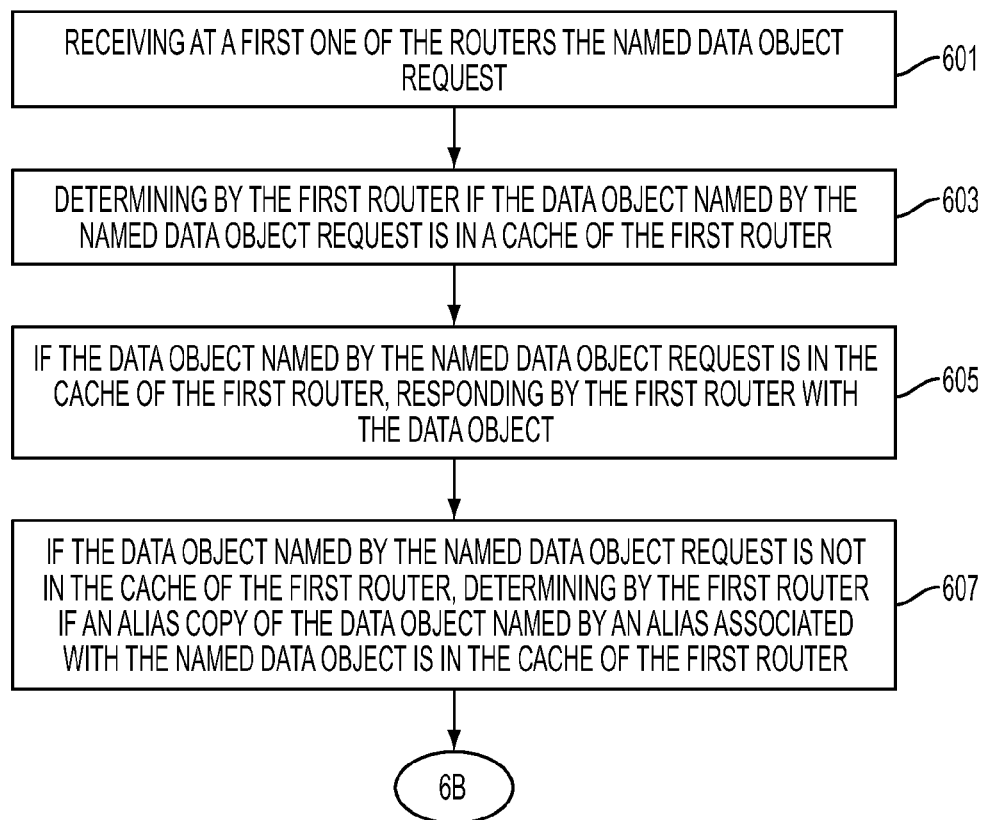 RECEIVING AT A FIRST ONE OF THE ROUTERS THE NAMED DATA OBJECT
REQUEST
601
DETERMINING BY THE FIRST ROUTER IF THE DATA OBJECT NAMED BY THE
NAMED DATA OBJECT REQUEST IS IN A CACHE OF THE FIRST ROUTER
603
IF THE DATA OBJECT NAMED BY THE NAMED DATA OBJECT REQUEST IS IN THE
CACHE OF THE FIRST ROUTER, RESPONDING BY THE FIRST ROUTER WITH
THE DATA OBJECT
605
IF THE DATA OBJECT NAMED BY THE NAMED DATA OBJECT REQUEST IS NOT
IN THE CACHE OF THE FIRST ROUTER, DETERMINING BY THE FIRST ROUTER
IF AN ALIAS COPY OF THE DATA OBJECT NAMED BY AN ALIAS ASSOCIATED
WITH THE NAMED DATA OBJECT IS IN THE CACHE OF THE FIRST ROUTER
607
6B